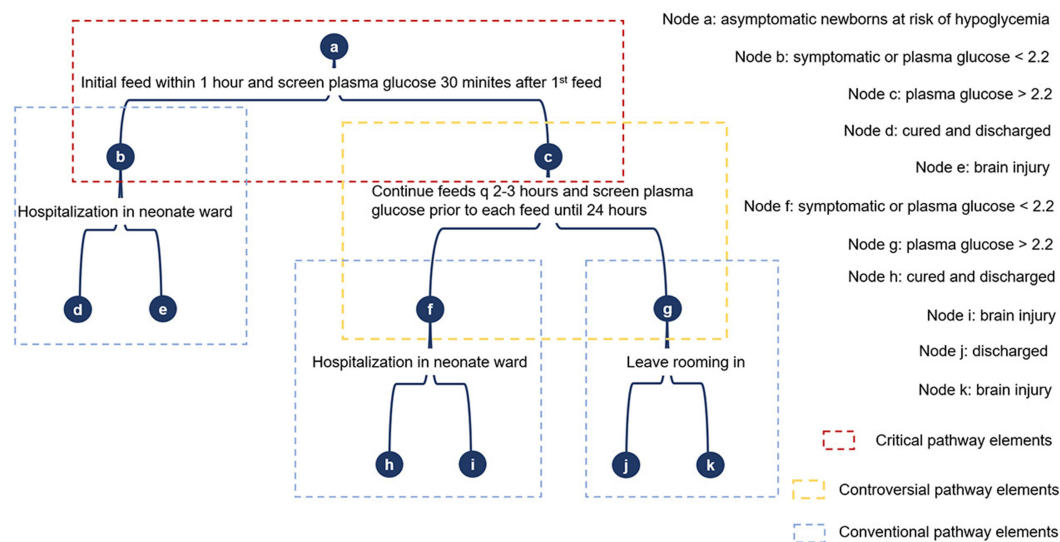 a
Initial feed within 1 hour and screen plasma glucose 30 minites after 1st feed
b
c
Hospitalization in neonate ward
Continue feeds q 2-3 hours and screen plasma
glucose prior to each feed until 24 hours
d
e
f
g
Hospitalization in neonate ward
Leave rooming in
h
i
j
k
Node a: asymptomatic newborns at risk of hypoglycemia
Node b: symptomatic or plasma glucose < 2.2
Node c: plasma glucose > 2.2
Node d: cured and discharged
Node e: brain injury
Node f: symptomatic or plasma glucose < 2.2
Node g: plasma glucose > 2.2
Node h: cured and discharged
Node i: brain injury
Node j: discharged
Node k: brain injury
Critical pathway elements
Controversial pathway elements
Conventional pathway elements